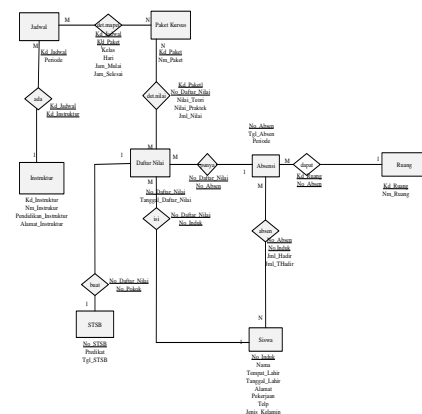 Jadwal
M
det.mapel
N
Paket Kursus
M
Kd_Jadwal
Kd_Paket
Kelas
Hari
Jam_Mulai
Jam_Selesai
N
Kd_Jadwal
Periode
Kd_Paket
Nm_Paket
ada
Kd_Jadwal
Kd_Instruktur
det.nilai
Kd_Paket
No_Daftar_Nilai
Nilai_Teori
Nilai_Praktek
Jml_Nilai
No_Absen
Tgl_Absen
Periode
1
1
M
Instruktur
Daftar Nilai
M
punya
1
Absensi
M
dapat
1
Ruang
No_Daftar_Nilai
No_Absen
Kd_Ruang
No_Absen
Kd_Ruang
Nm_Ruang
M
M
Kd_Instruktur
Nm_Instruktur
Pendidikan_Instruktur
Alamat_Instruktur
No_Daftar_Nilai
Tanggal_Daftar_Nilai
isi
No_Daftar_Nilai
No_Induk
absen
No_Absen
No_Induk
Jml_Hadir
Jml_THadir
buat
No_Daftar_Nilai
No_Pokok
1
N
STSB
1
Siswa
No_STSB
Predikat
Tgl_STSB
No_Induk
Nama
Tempat_Lahir
Tanggal_Lahir
Alamat
Pekerjaan
Telp
Jenis_Kelamin